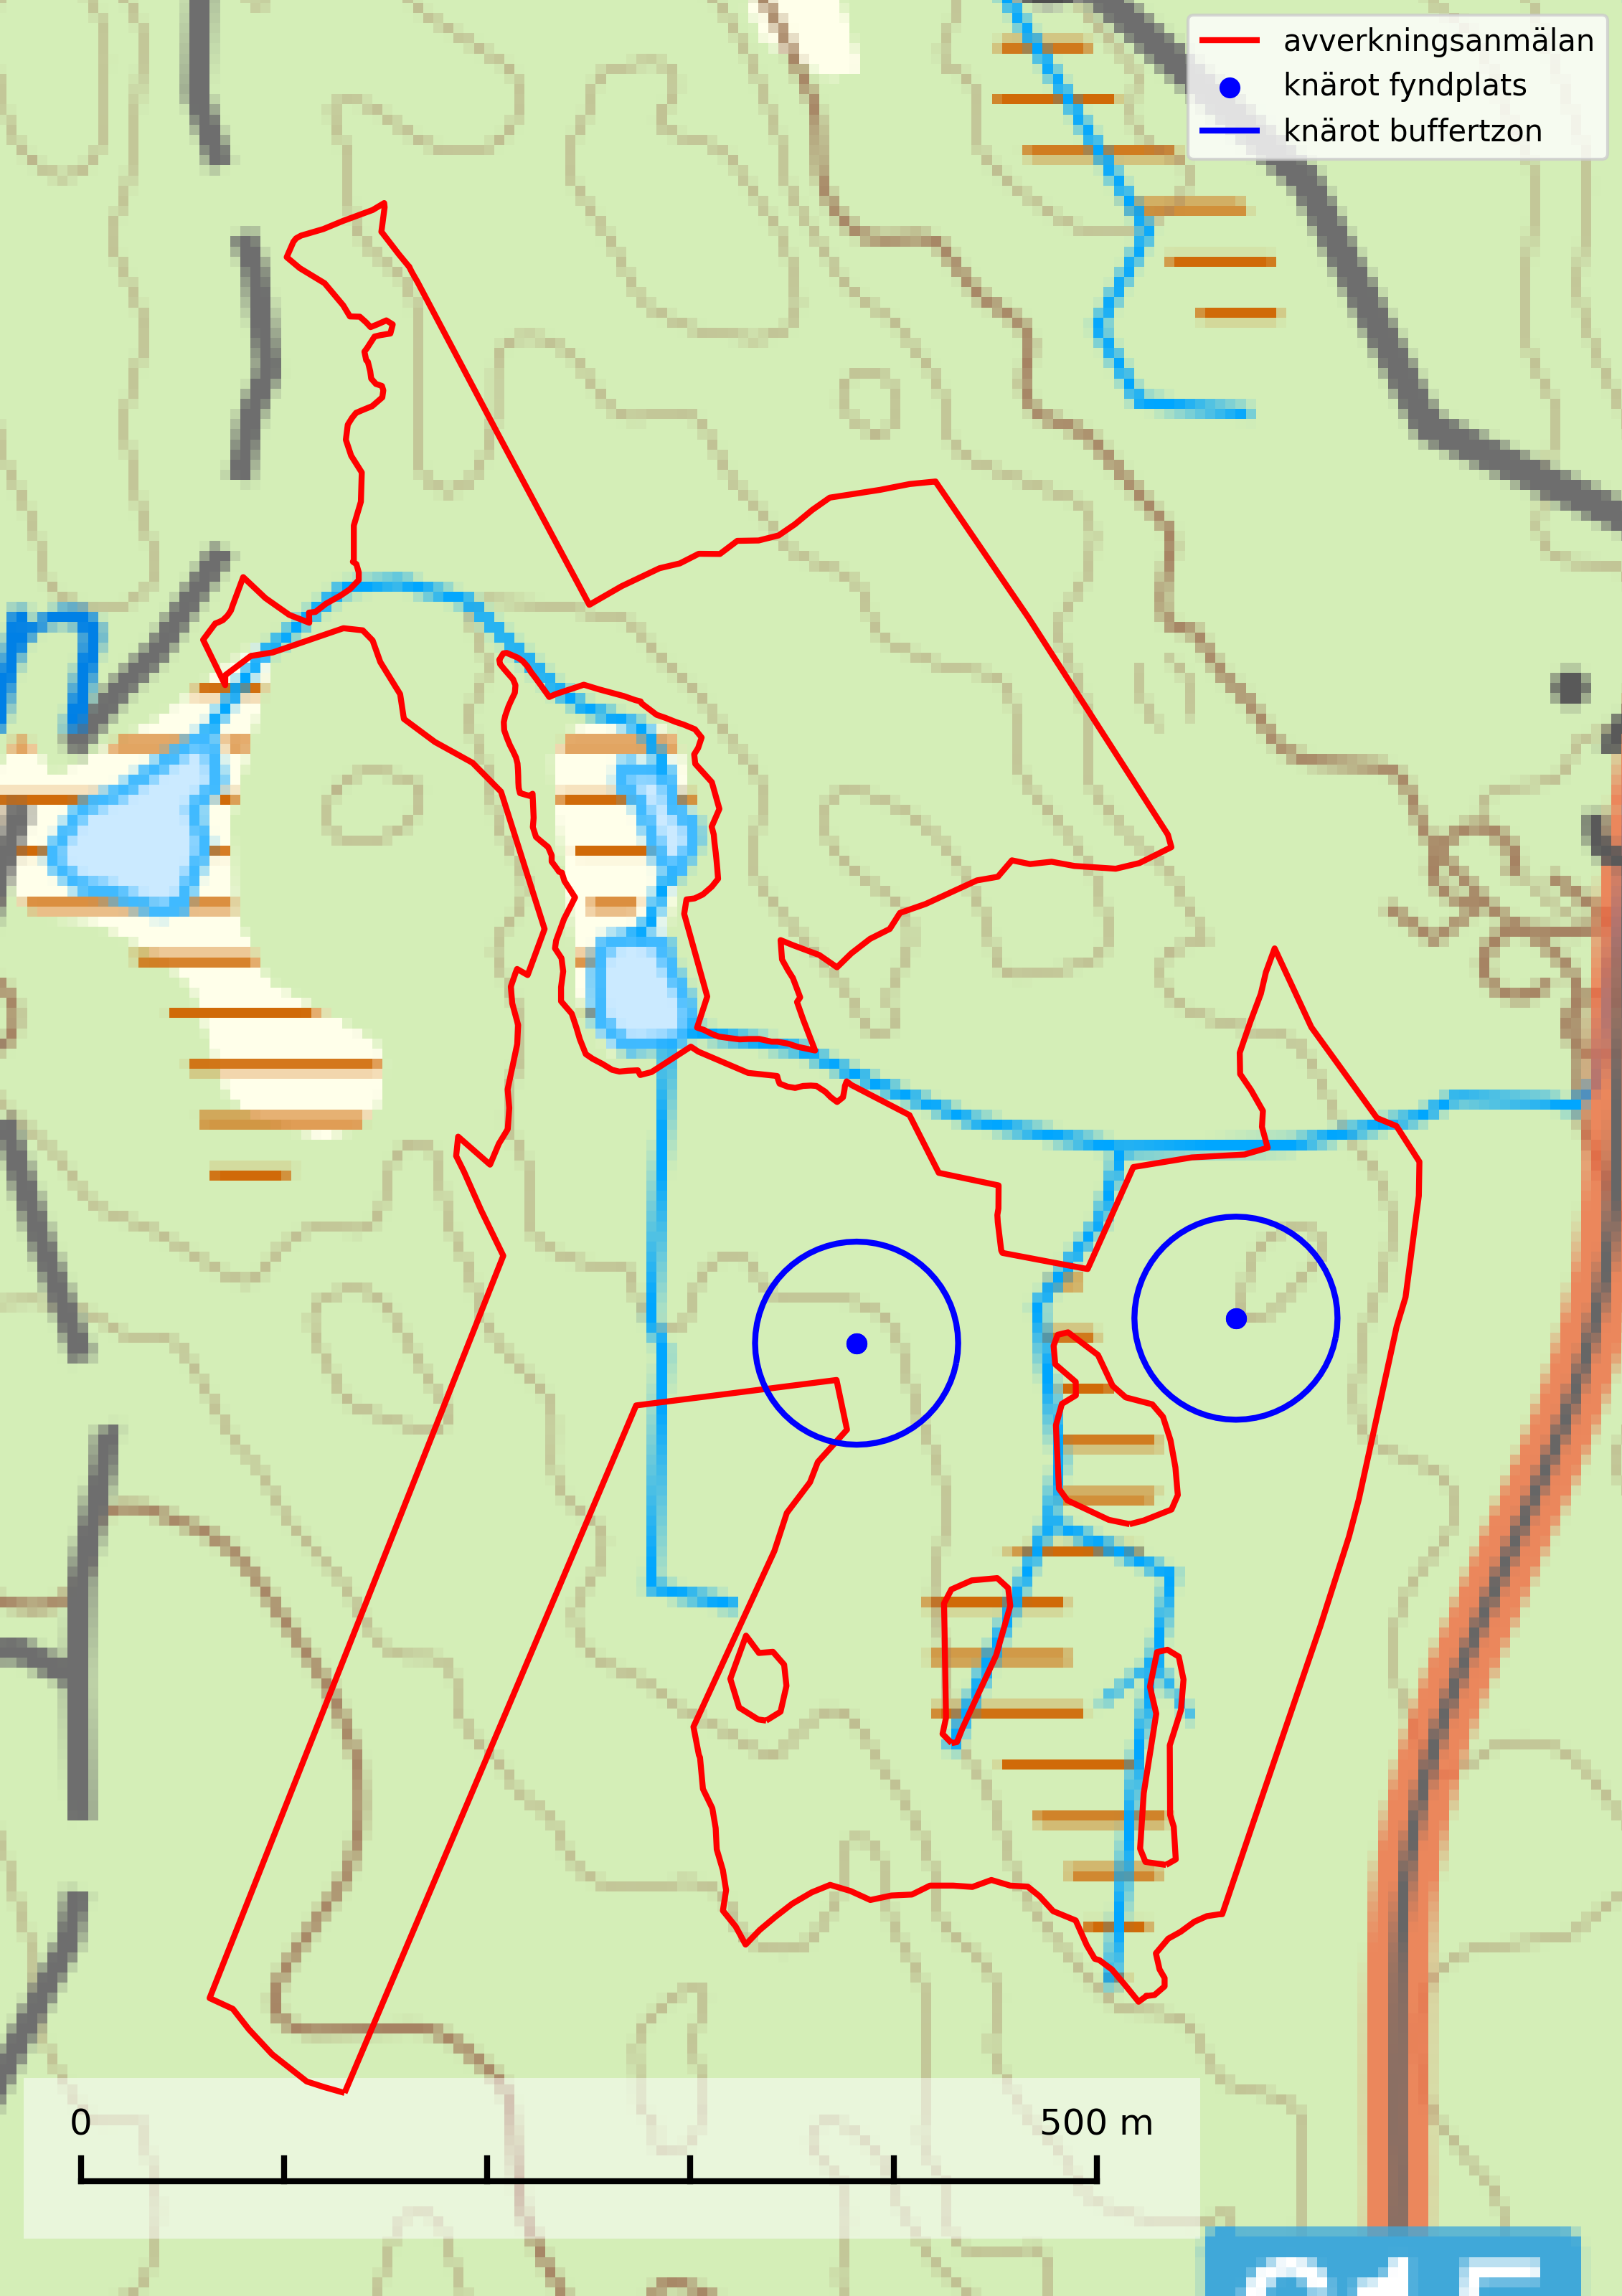 avverkningsanmälan
knärot fyndplats
knärot buffertzon
0 500 m